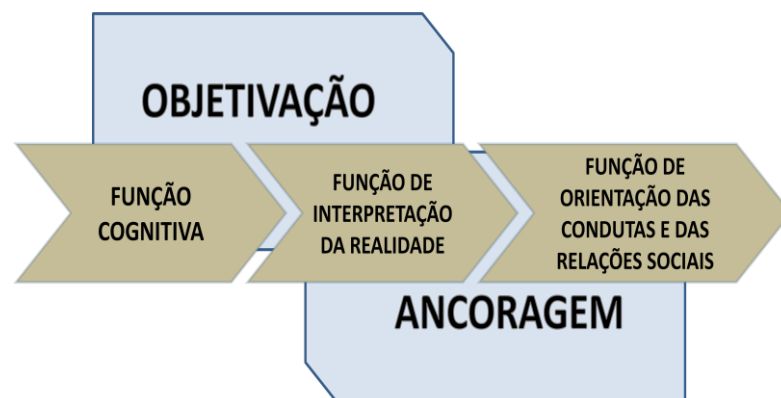 OBJETIVAÇÃO
FUNÇÃO
COGNITIVA
FUNÇÃO DE
INTERPRETAÇÃO
DA REALIDADE
FUNÇÃO DE
ORIENTAÇÃO DAS
CONDUTAS E DAS
RELAÇÕES SOCIAIS
ANCORAGEM